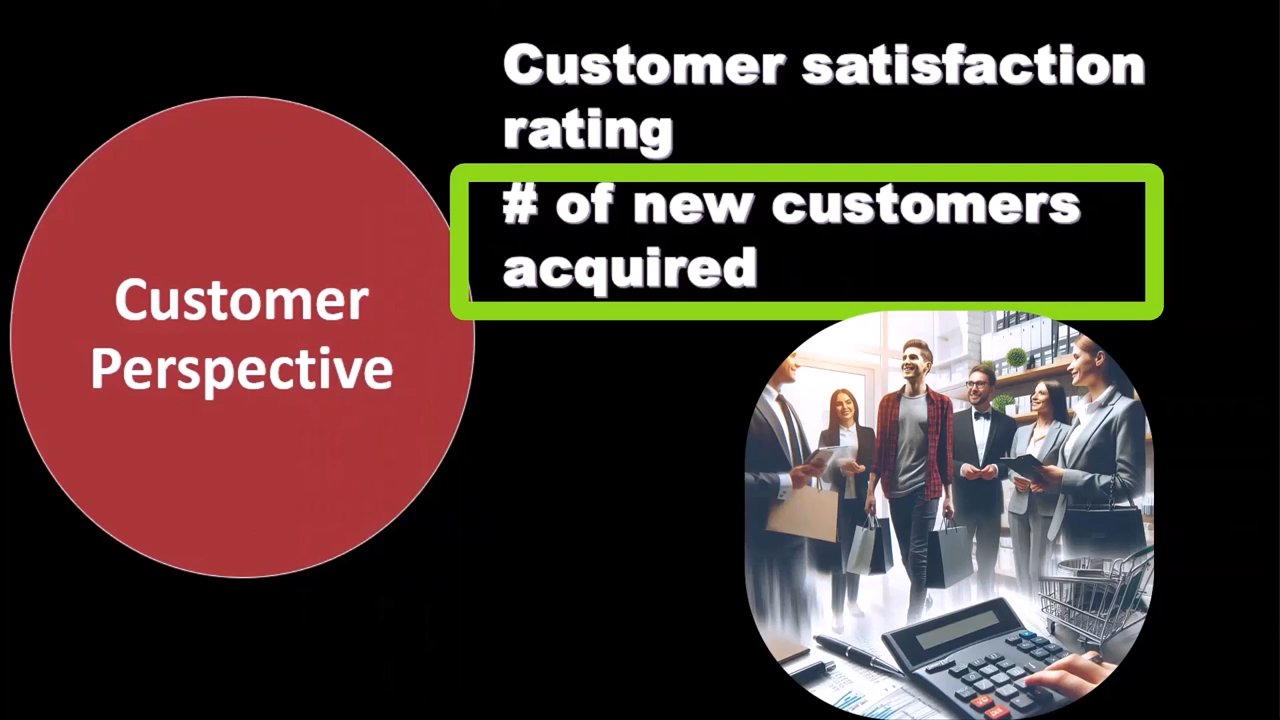 Customer
Perspective
Customer satisfaction
rating
# of new customers
acquired